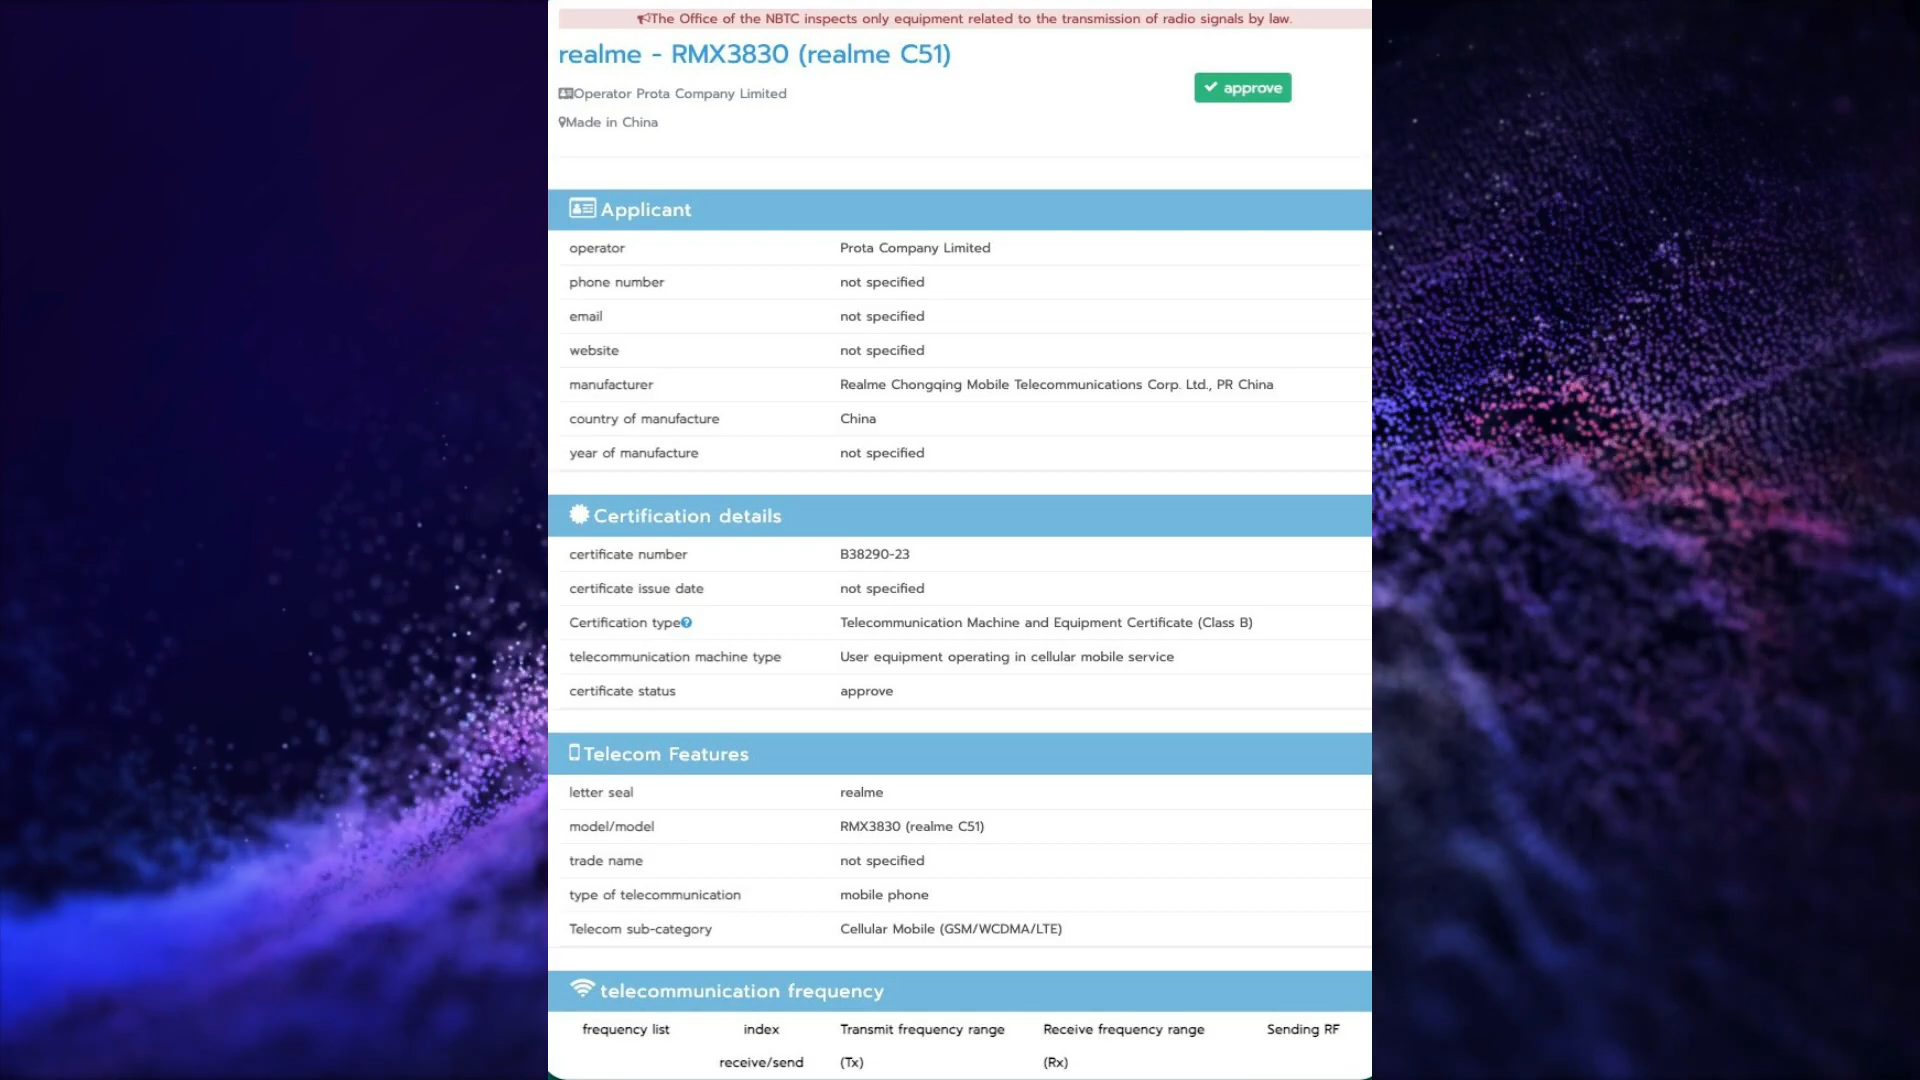 The Office of the NBTC inspects only equipment related to the transmission of radio signals by law.
realme - RMX3830 (realme C51)
approve
Operator Prota Company Limited
Made in China
Applicant
operator Prota Company Limited
phone number not specified
email not specified
website not specified
manufacturer Realme Chongqing Mobile Telecommunications Corp. Ltd., PR China
country of manufacture China
year of manufacture not specified
Certification details
certificate number B38290-23
certificate issue date not specified
Certification type Telecommunication Machine and Equipment Certificate (Class B)
telecommunication machine type User equipment operating in cellular mobile service
certificate status approve
Telecom Features
letter seal realme
model/model RMX3830 (realme C51)
trade name not specified
type of telecommunication mobile phone
Telecom sub-category Cellular Mobile (GSM/WCDMA/LTE)
telecommunication frequency
frequency list index Transmit frequency range Receive frequency range Sending RF
receive/send (Tx) (Rx)